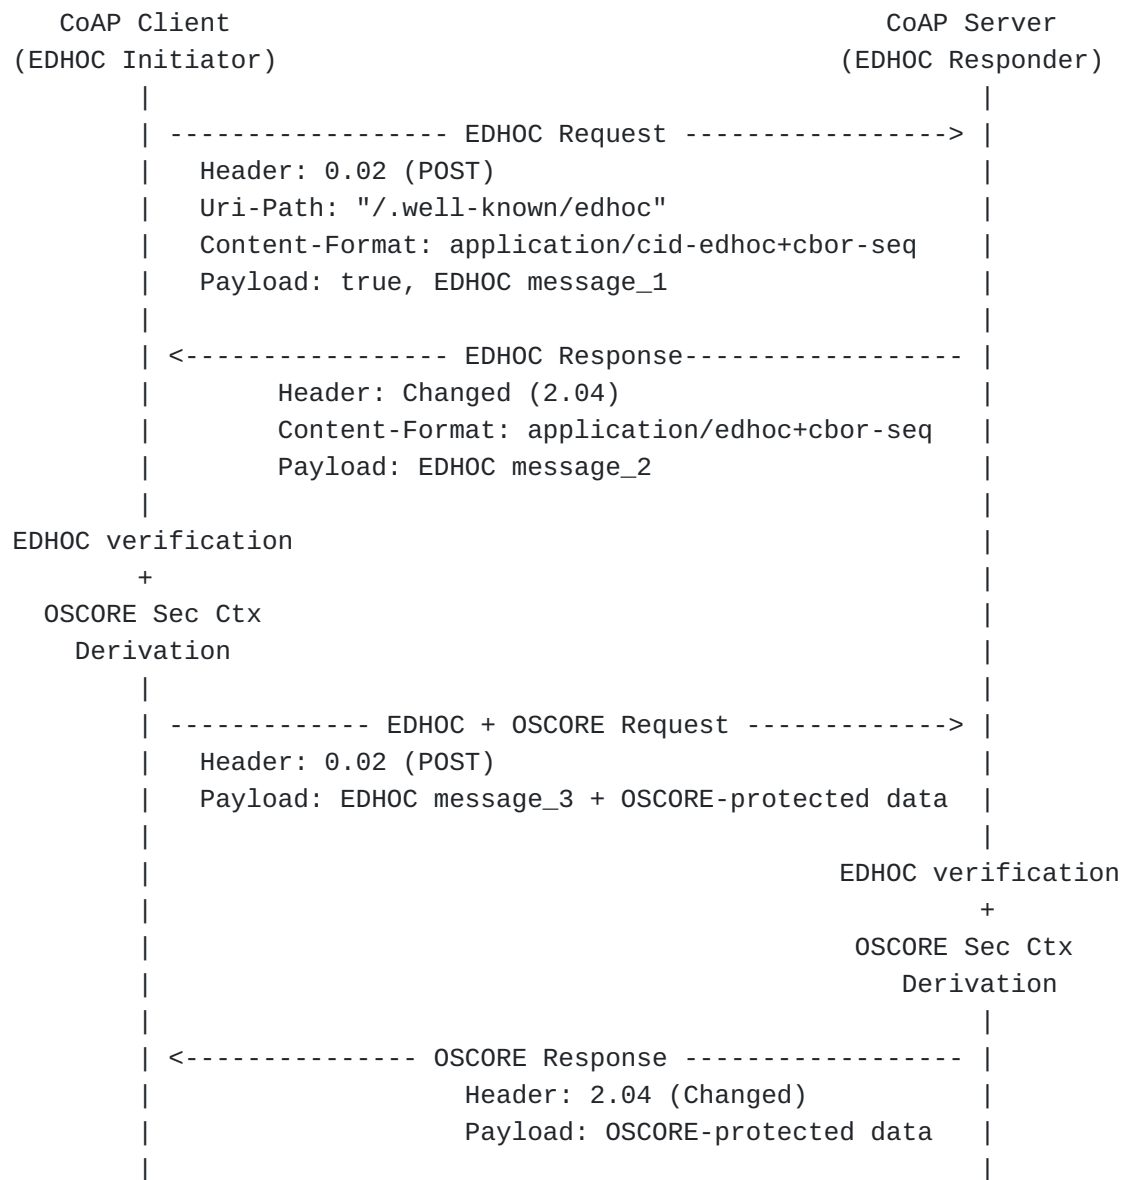 CoAP Client                                          CoAP Server
(EDHOC Initiator)                                    (EDHOC Responder)
        |                                                      |
        | ------------------ EDHOC Request -----------------> |
        |   Header: 0.02 (POST)                                |
        |   Uri-Path: "/.well-known/edhoc"                     |
        |   Content-Format: application/cid-edhoc+cbor-seq    |
        |   Payload: true, EDHOC message_1                     |
        |                                                      |
        | <----------------- EDHOC Response------------------ |
        |        Header: Changed (2.04)                        |
        |        Content-Format: application/edhoc+cbor-seq   |
        |        Payload: EDHOC message_2                      |
        |                                                      |
EDHOC verification                                             |
        +                                                      |
  OSCORE Sec Ctx                                               |
    Derivation                                                 |
        |                                                      |
        | ------------- EDHOC + OSCORE Request -------------> |
        |   Header: 0.02 (POST)                                |
        |   Payload: EDHOC message_3 + OSCORE-protected data  |
        |                                                      |
        |                                            EDHOC verification
        |                                                      +
        |                                             OSCORE Sec Ctx
        |                                                Derivation
        |                                                      |
        | <--------------- OSCORE Response ------------------ |
        |                    Header: 2.04 (Changed)            |
        |                    Payload: OSCORE-protected data   |
        |                                                      |